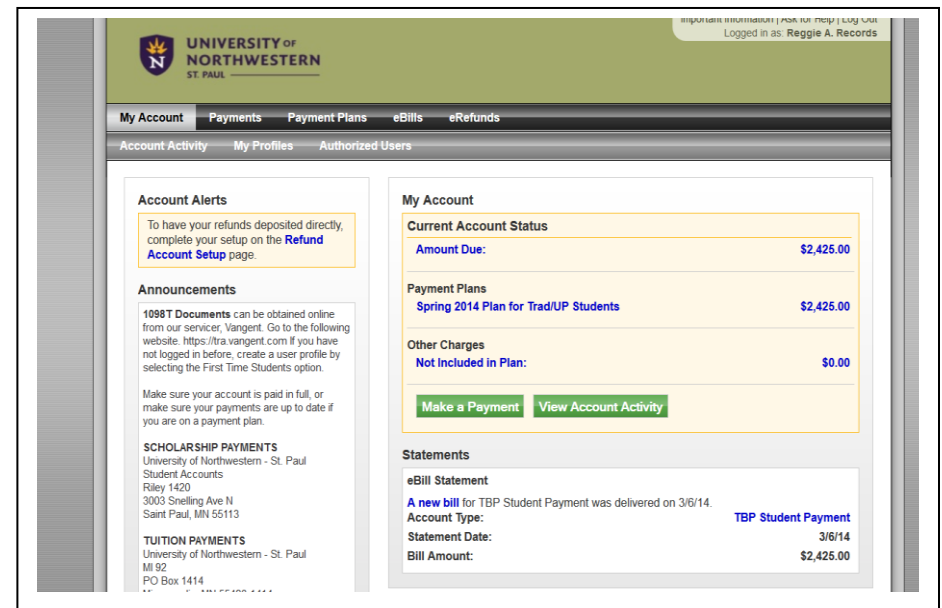 Important Information | Ask for Help | Log Out
Logged in as: Reggie A. Records
N
UNIVERSITY OF
NORTHWESTERN
ST. PAUL
My Account Payments Payment Plans eBills eRefunds
Account Activity My Profiles Authorized Users
Account Alerts
To have your refunds deposited directly,
complete your setup on the Refund
Account Setup page.
Announcements
1098T Documents can be obtained online
from our servicer, Vangent. Go to the following
website. https://tra.vangent.com If you have
not logged in before, create a user profile by
selecting the First Time Students option.
Make sure your account is paid in full, or
make sure your payments are up to date if
you are on a payment plan.
SCHOLARSHIP PAYMENTS
University of Northwestern - St. Paul
Student Accounts
Riley 1420
3003 Snelling Ave N
Saint Paul, MN 55113
TUITION PAYMENTS
University of Northwestern - St. Paul
MI 92
PO Box 1414
My Account
Current Account Status
Amount Due: $2,425.00
Payment Plans
Spring 2014 Plan for Trad/UP Students $2,425.00
Other Charges
Not Included in Plan: $0.00
Make a Payment View Account Activity
Statements
eBill Statement
A new bill for TBP Student Payment was delivered on 3/6/14.
Account Type: TBP Student Payment
Statement Date: 3/6/14
Bill Amount: $2,425.00